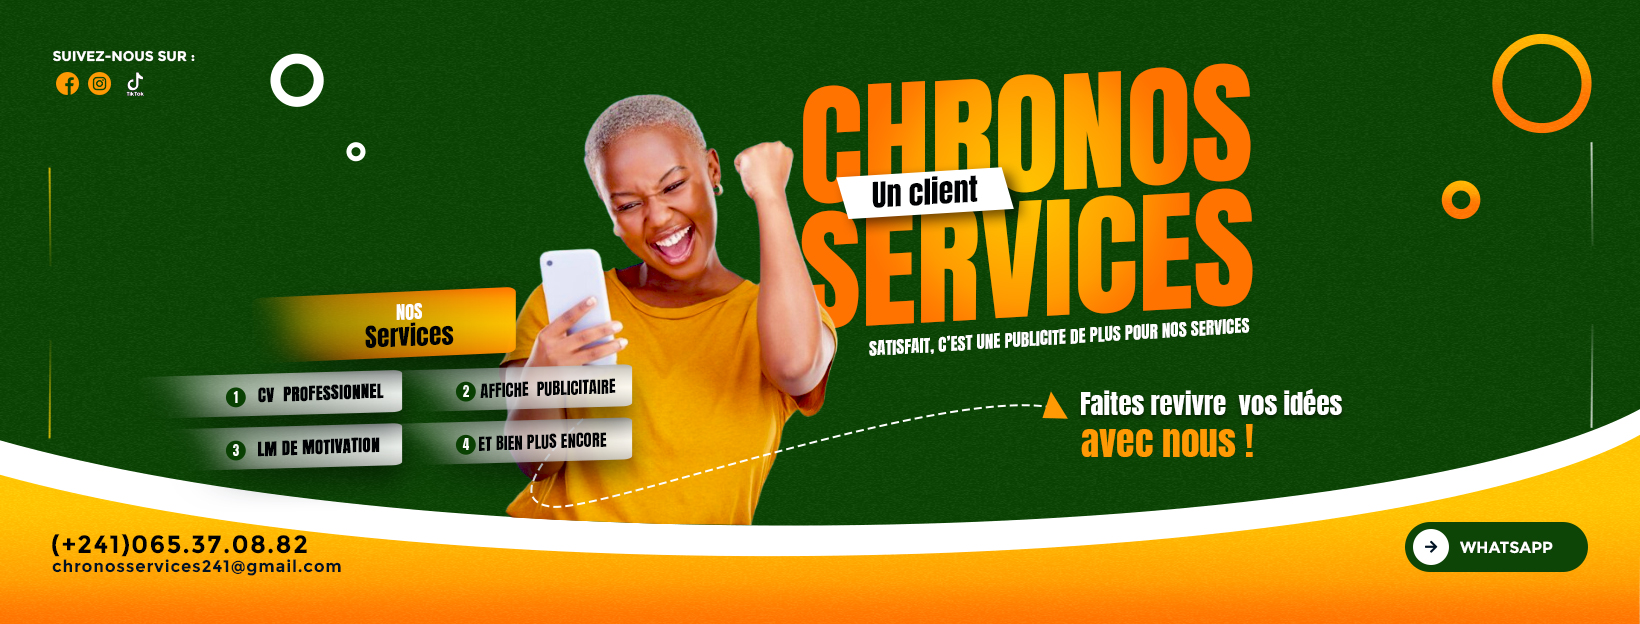 SUIVEZ-NOUS SUR :
TikTok
CHRONOS
Un client
SERVICES
SATISFAIT, C'EST UNE PUBLICITE DE PLUS POUR NOS SERVICES
NOS
Services
1 CV PROFESSIONNEL
2 AFFICHE PUBLICITAIRE
3 LM DE MOTIVATION
4 ET BIEN PLUS ENCORE
Faites revivre vos idées
avec nous !
(+241)065.37.08.82
chronosservices241@gmail.com
WHATSAPP